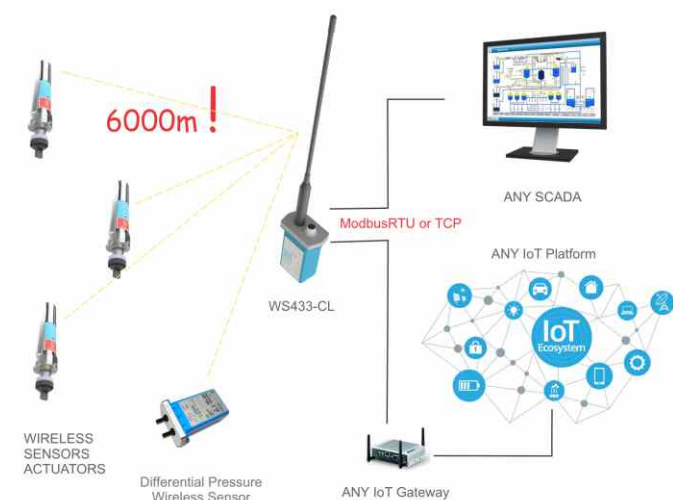 6000m!
ANY SCADA
ModbusRTU or TCP
ANY IoT Platform
WS433-CL
IoT
Ecosystem
WIRELESS
SENSORS
ACTUATORS
Differential Pressure
Wireless Sensor
ANY IoT Gateway